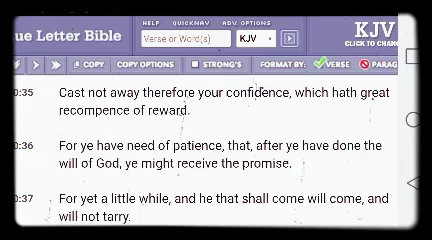 HELP QUICKNAV ADV. OPTIONS
ue Letter Bible
Verse or Word(s) KJV
KJV
CLICK TO CHANG
COPY COPY OPTIONS STRONG'S FORMAT BY: VERSE PARAG
0:35 Cast not away therefore your confidence, which hath great
recompence of reward.
0:36 For ye have need of patience, that, after ye have done the
will of God, ye might receive the promise.
0:37 For yet a little while, and he that shall come will come, and
will not tarry.